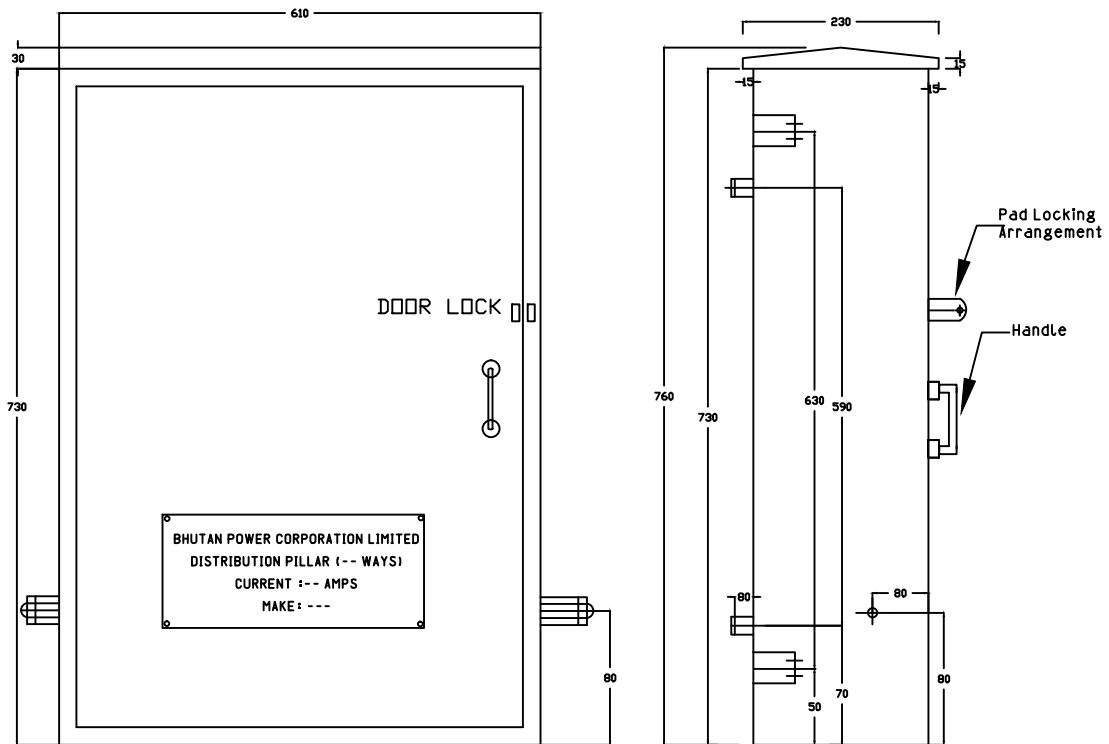 610
30
730
DOOR LOCK
BHUTAN POWER CORPORATION LIMITED
DISTRIBUTION PILLAR (-- WAYS)
CURRENT :-- AMPS
MAKE: ---
80
230
15
15
15
760
730
630
590
Pad Locking
Arrangement
Handle
80
80
80
70
50